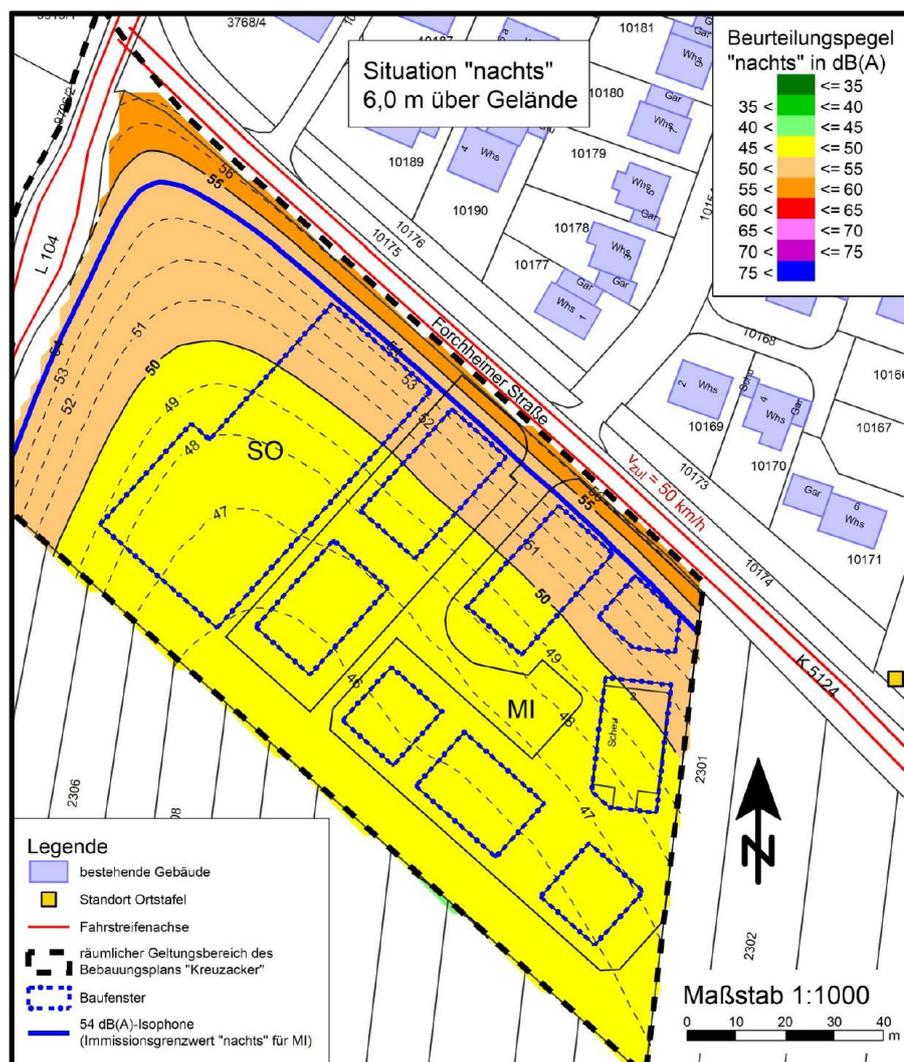 3768/4
10187
10181
Situation "nachts"
6,0 m über Gelände
Beurteilungspegel
"nachts" in dB(A)
<= 35
35 < <= 40
40 < <= 45
45 < <= 50
50 < <= 55
55 < <= 60
60 < <= 65
65 < <= 70
70 < <= 75
75 <
Whs
Gar
10180
Gar
Whs
10189
4
Whs
10179
10190
Whs
Gar
10176
10175
10178
Whs
Gar
10177
Gar
Whs
1
L 104
56
55
54
53
52
51
50
49
48
47
SO
54
53
52
Forchheimer Straße
10168
2
Whs
10169
4
Whs
Gar
10166
10167
10170
vzul = 50 km/h
10173
Gar
6
Whs
10171
10174
55
51
50
49
48
47
46
MI
2
K 5124
2301
2306
2302
Legende
bestehende Gebäude
Standort Ortstafel
Fahrstreifenachse
räumlicher Geltungsbereich des
Bebauungsplans "Kreuzacker"
Baufenster
54 dB(A)-Isophone
(Immissionsgrenzwert "nachts" für MI)
N
Maßstab 1:1000
0 10 20 30 40
m